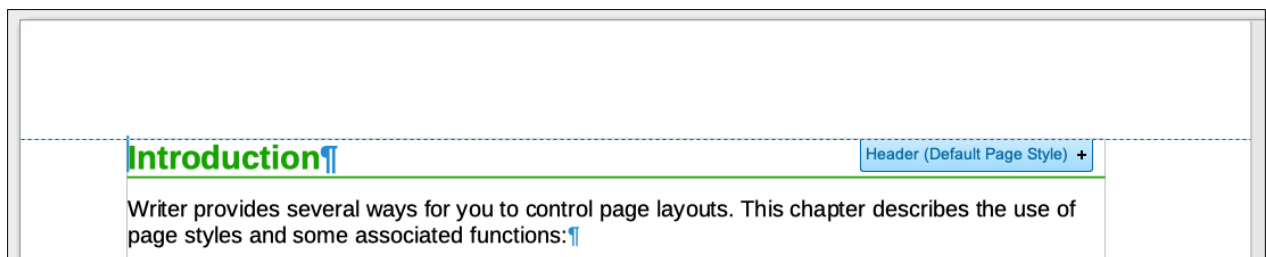 Introduction¶
Header (Default Page Style) +
Writer provides several ways for you to control page layouts. This chapter describes the use of
page styles and some associated functions:¶